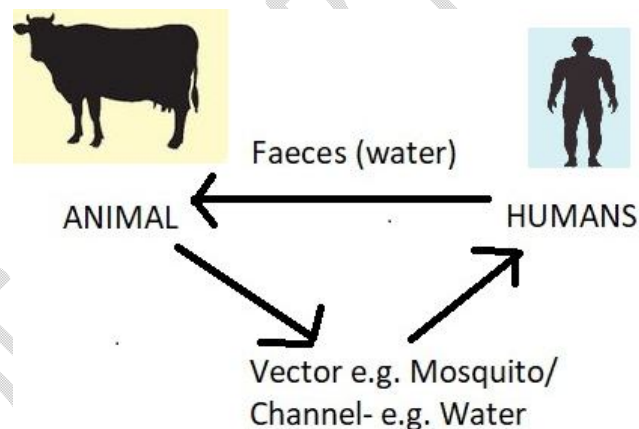 Faeces (water)
ANIMAL
HUMANS
Vector e.g. Mosquito/
Channel- e.g. Water